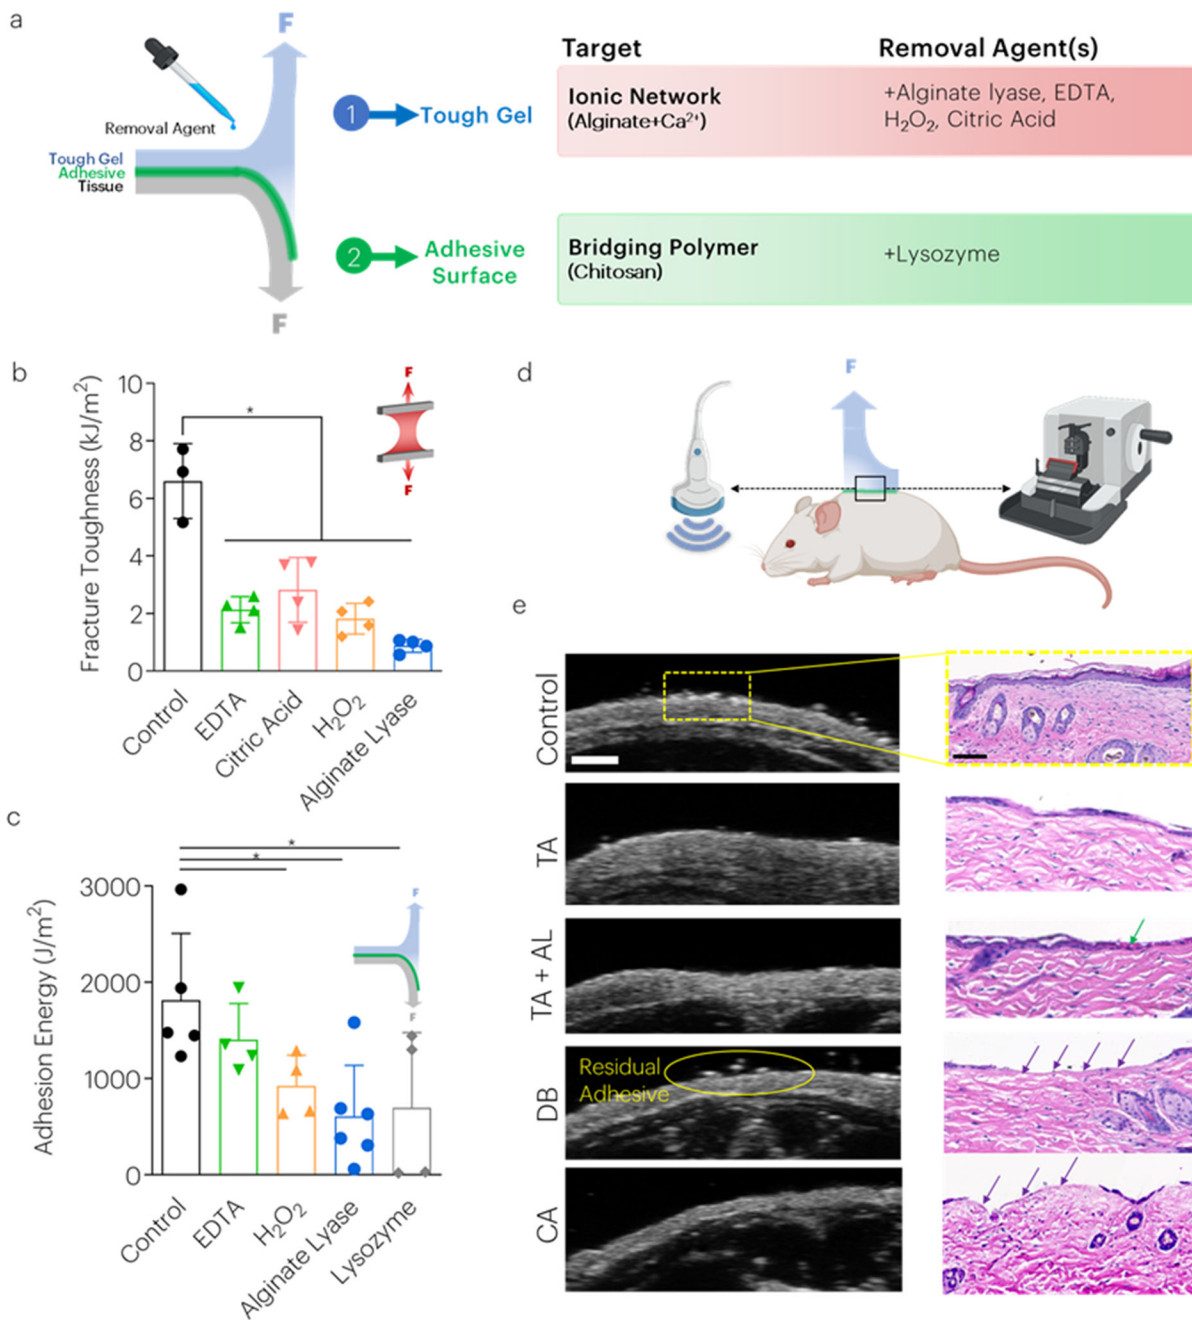 a
F
Removal Agent
Tough Gel
Adhesive
Tissue
F
1
Tough Gel
2
Adhesive
Surface
Target
Removal Agent(s)
Ionic Network
(Alginate+Ca²⁺)
+Alginate lyase, EDTA,
H₂O₂, Citric Acid
Bridging Polymer
(Chitosan)
+Lysozyme
b
Fracture Toughness (kJ/m²)
10
8
6
4
2
0
*
F
F
Control
EDTA
Citric Acid
H₂O₂
Alginate Lyase
c
Adhesion Energy (J/m²)
3000
2000
1000
0
*
*
F
F
Control
EDTA
H₂O₂
Alginate Lyase
Lysozyme
d
F
e
Control
TA
TA + AL
DB
Residual
Adhesive
CA